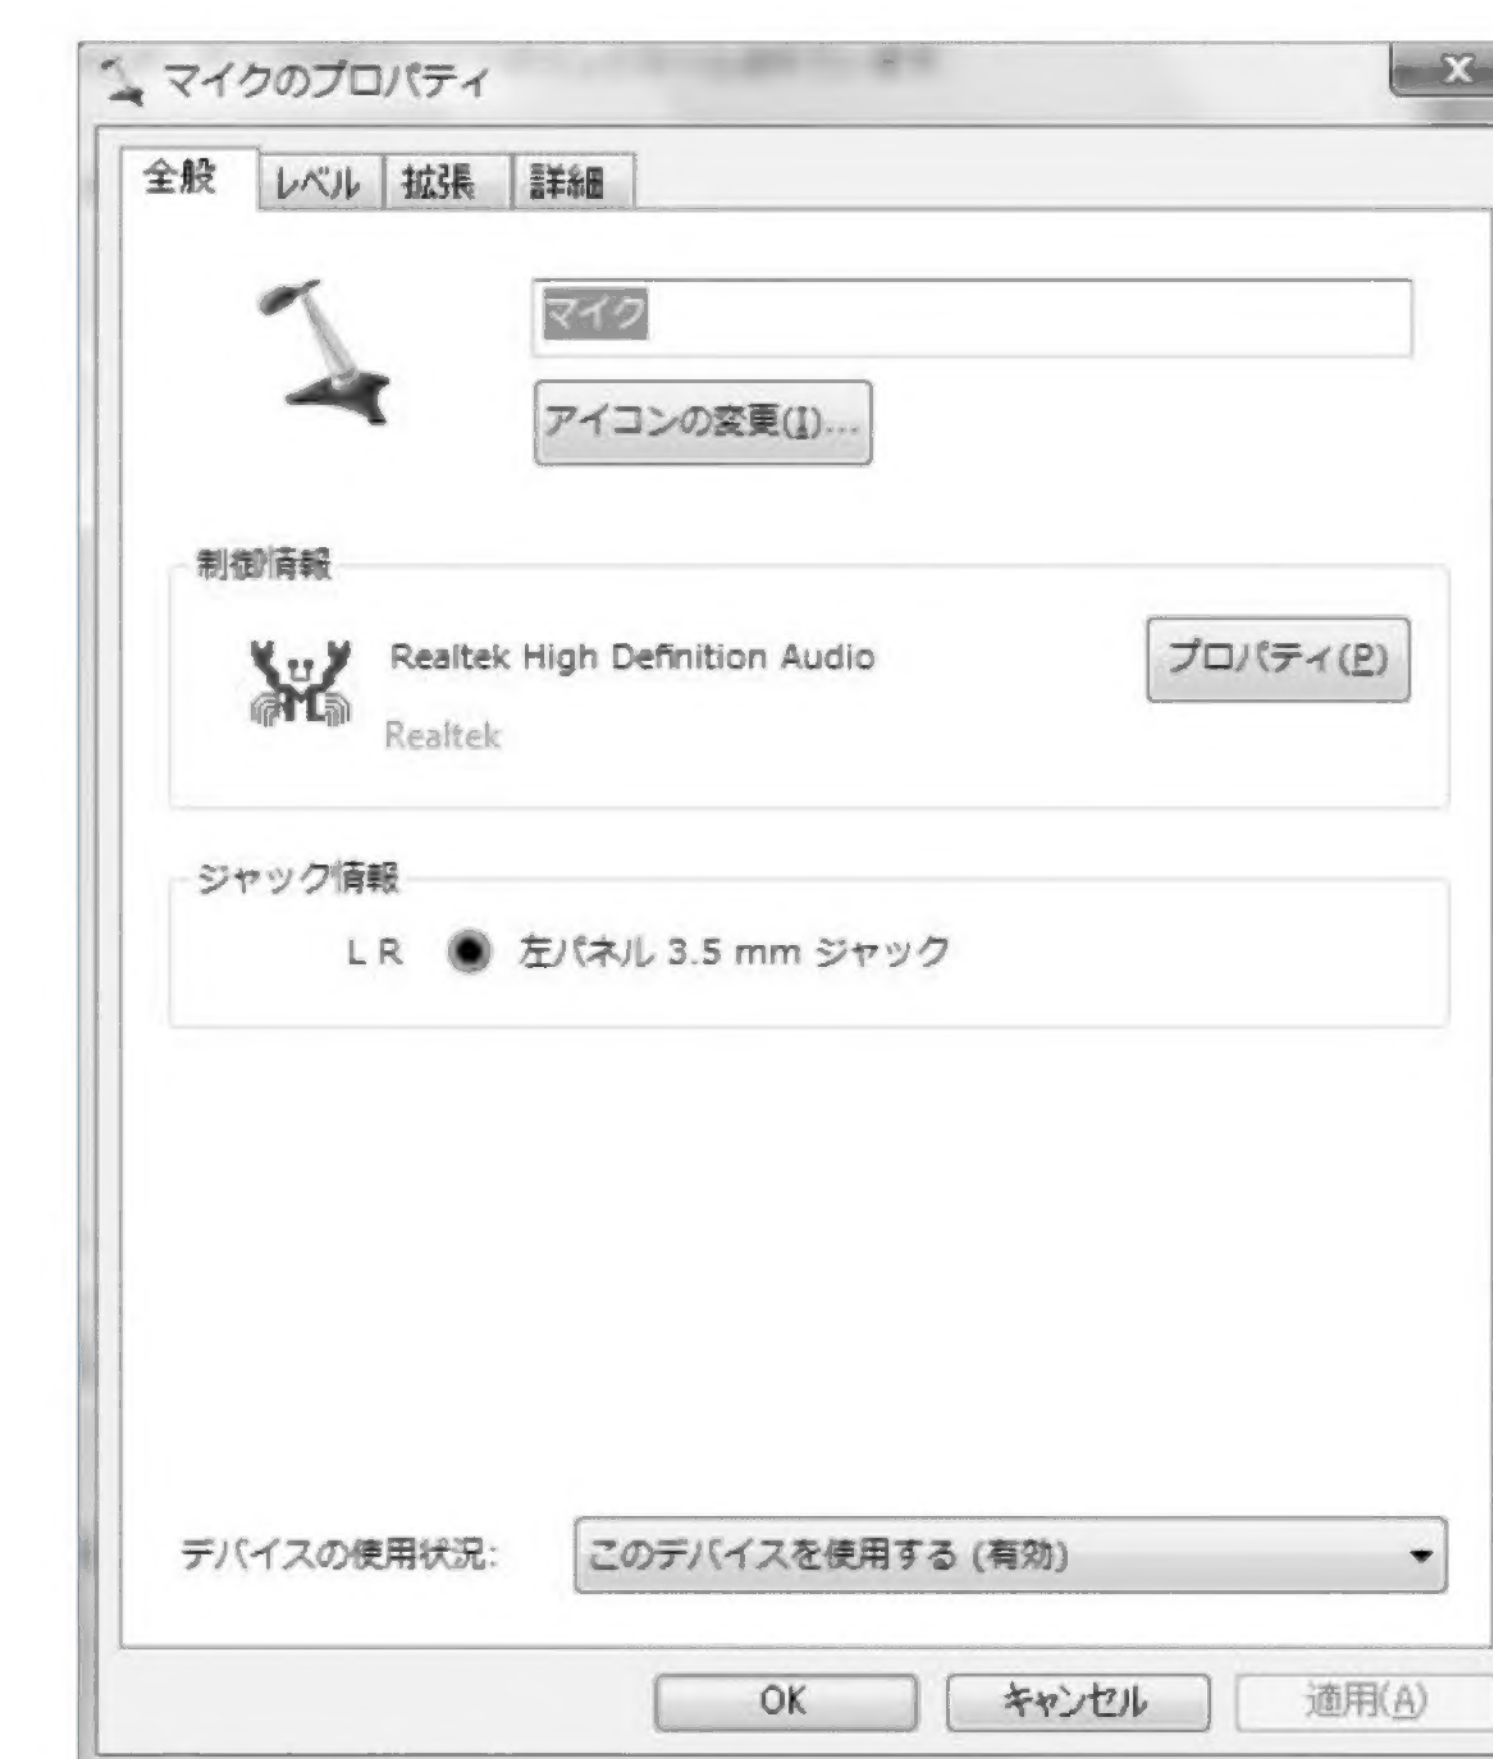 マイクのプロパティ
全般 レベル 拡張 詳細
マイク
アイコンの変更(I)...
制御情報
Realtek High Definition Audio
プロパティ(P)
Realtek
ジャック情報
L R 左パネル 3.5 mm ジャック
デバイスの使用状況: このデバイスを使用する (有効)
OK キャンセル 適用(A)